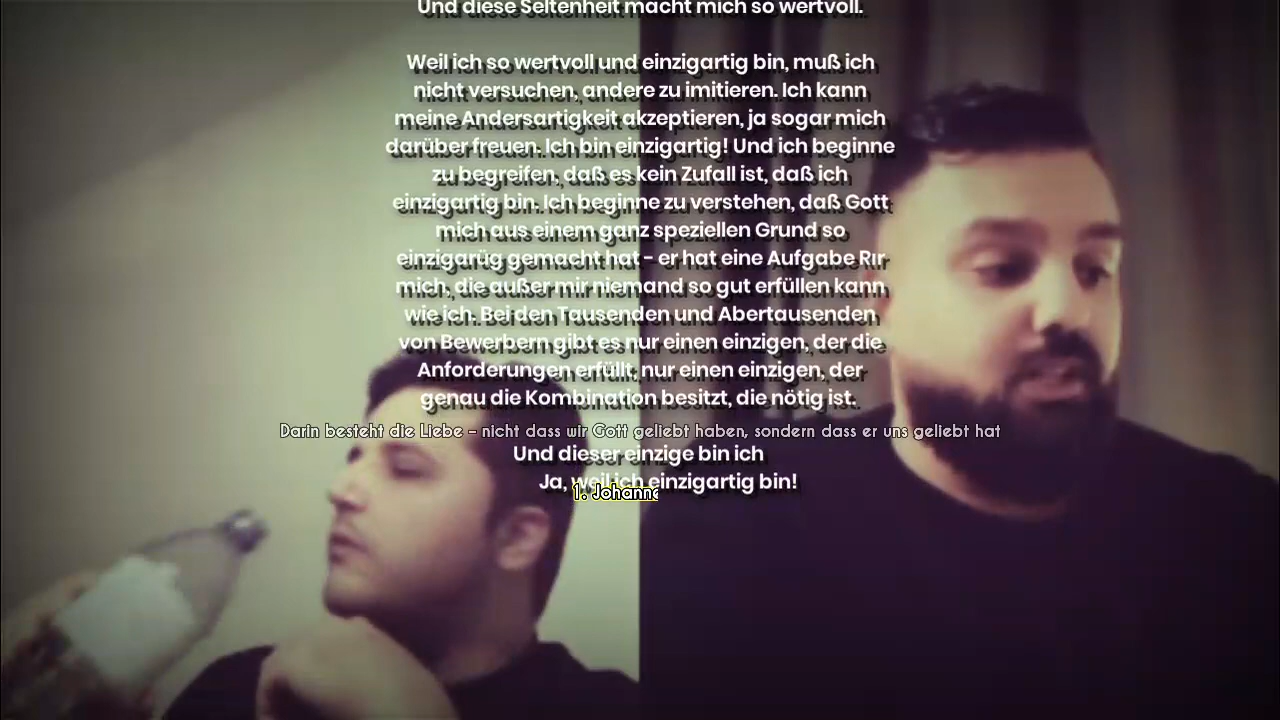 Und diese Seltenheit macht mich so wertvoll.
Weil ich so wertvoll und einzigartig bin, muß ich
nicht versuchen, andere zu imitieren. Ich kann
meine Andersartigkeit akzeptieren, ja sogar mich
darüber freuen. Ich bin einzigartig! Und ich beginne
zu begreifen, daß es kein Zufall ist, daß ich
einzigartig bin. Ich beginne zu verstehen, daß Gott
mich aus einem ganz speziellen Grund so
einzigarüg gemacht hat - er hat eine Aufgabe Rır
mich, die außer mir niemand so gut erfüllen kann
wie ich. Bei den Tausenden und Abertausenden
von Bewerbern gibt es nur einen einzigen, der die
Anforderungen erfüllt, nur einen einzigen, der
genau die Kombination besitzt, die nötig ist.
Darin besteht die Liebe – nicht dass wir Gott geliebt haben, sondern dass er uns geliebt hat
Und dieser einzige bin ich
Ja, weil ich einzigartig bin!
1. Johanne